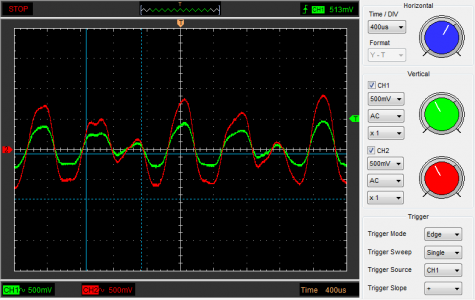 STOP
T
CH1 513mV
T
T
CH1 500mV
CH2 500mV
Time 400us
Horizontal
Time / DIV
400us
Format
Y - T
Vertical
CH1
500mV
AC
x 1
CH2
500mV
AC
x 1
Trigger
Trigger Mode Edge
Trigger Sweep Single
Trigger Source CH1
Trigger Slope +